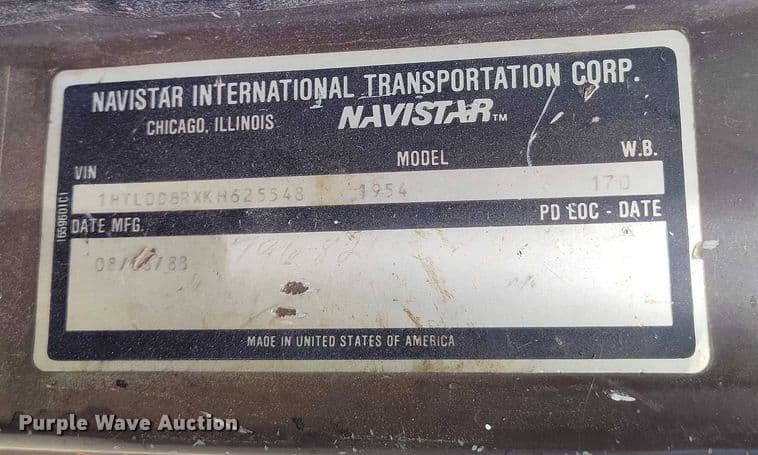 NAVISTAR INTERNATIONAL TRANSPORTATION CORP.
CHICAGO, ILLINOIS NAVISTAR™
VIN MODEL W.B.
1954 170
1659601C1
DATE MFG. PD LOC - DATE
MADE IN UNITED STATES OF AMERICA
Purple Wave Auction